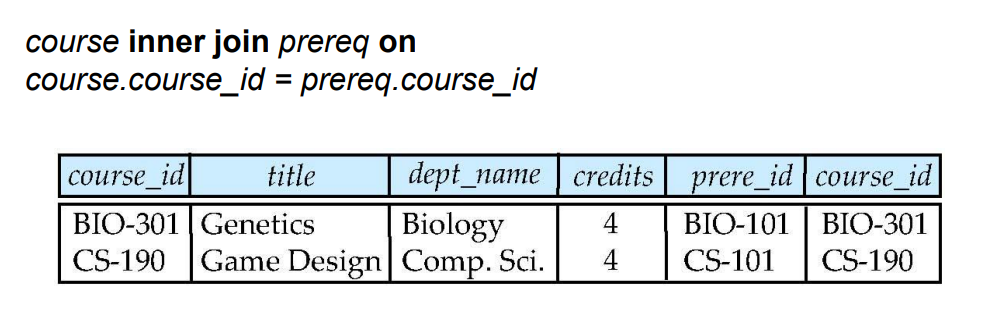 course inner join prereq on
course.course_id = prereq.course_id
course_id title dept_name credits prere_id course_id
BIO-301 Genetics Biology 4 BIO-101 BIO-301
CS-190 Game Design Comp. Sci. 4 CS-101 CS-190